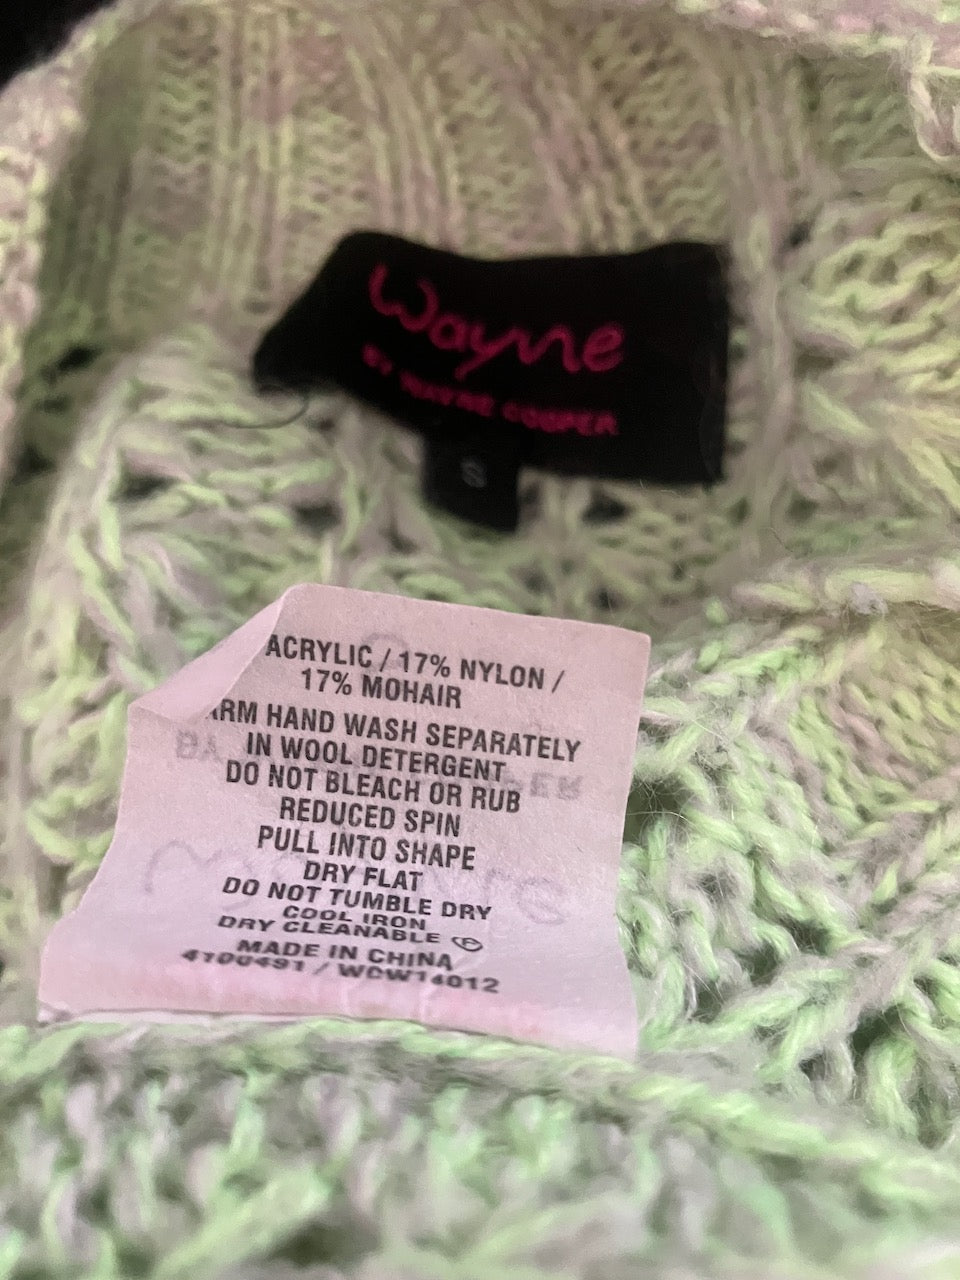 Wayne
BY WAYNE COOPER
S
ACRYLIC / 17% NYLON /
17% MOHAIR
ARM HAND WASH SEPARATELY
IN WOOL DETERGENT
DO NOT BLEACH OR RUB
REDUCED SPIN
PULL INTO SHAPE
DRY FLAT
DO NOT TUMBLE DRY
COOL IRON
DRY CLEANABLE Ⓟ
MADE IN CHINA
4100491 / WCW14012